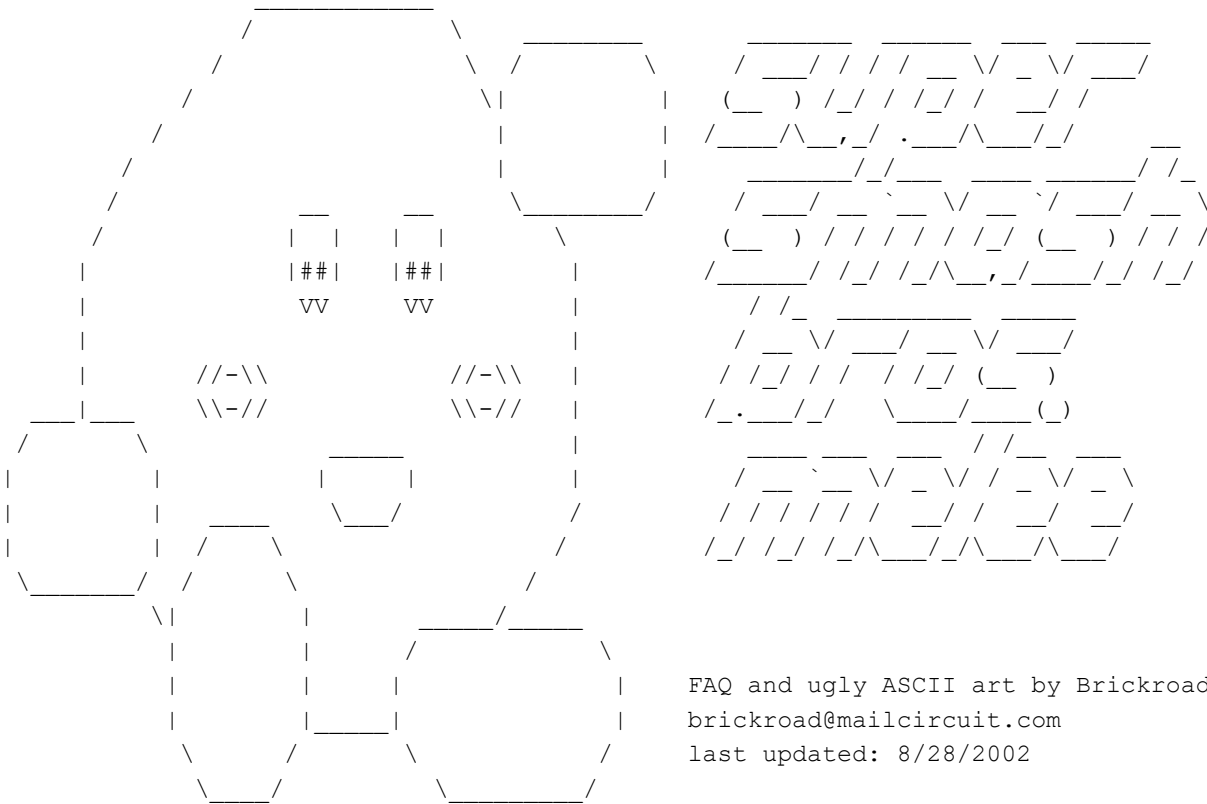 super
smash
bros.
melee
FAQ and ugly ASCII art by Brickroad
brickroad@mailcircuit.com
last updated: 8/28/2002